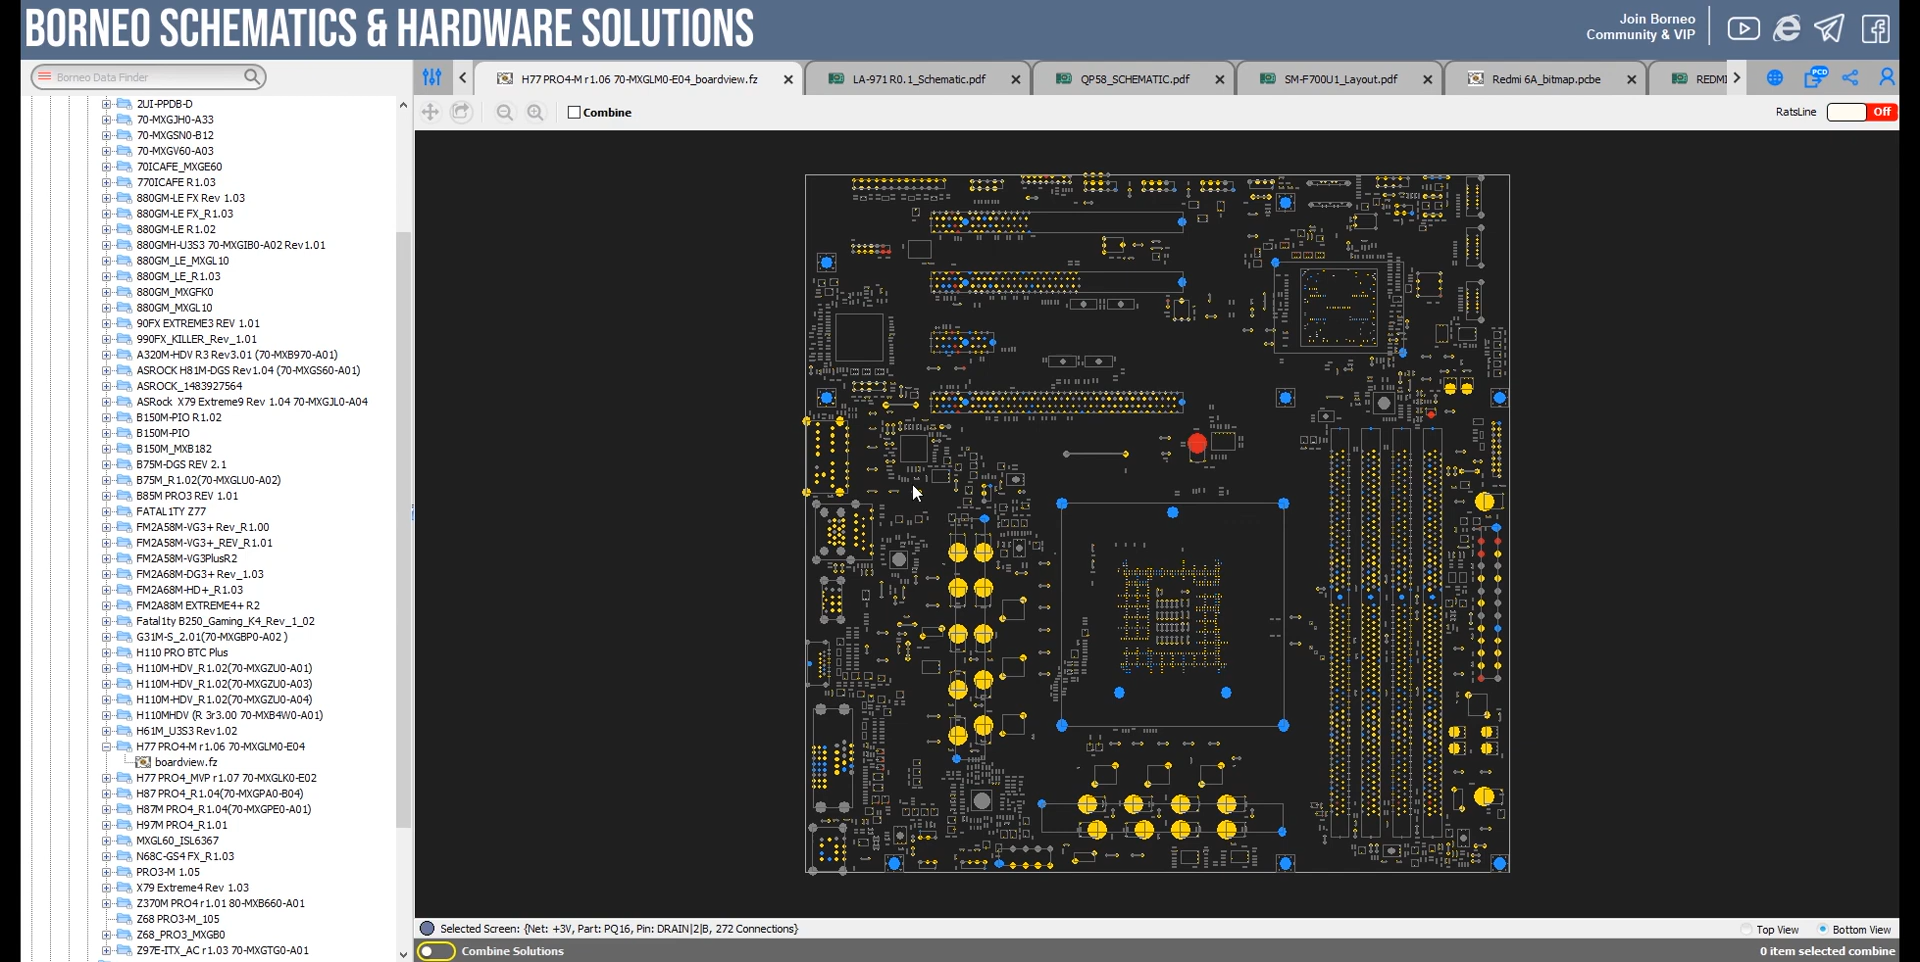 BORNEO SCHEMATICS & HARDWARE SOLUTIONS
Join Borneo
Community & VIP
Borneo Data Finder
H77 PRO4-M r1.06 70-MXGLM0-E04_boardview.fz
LA-971 R0.1_Schematic.pdf
QP58_SCHEMATIC.pdf
SM-F700U1_Layout.pdf
Redmi 6A_bitmap.pcbe
REDMI
PCD
Combine
RatsLine
Off
2UI-PPDB-D
70-MXGJH0-A33
70-MXGSN0-B12
70-MXGV60-A03
70ICAFE_MXGE60
770ICAFE R1.03
880GM-LE FX Rev 1.03
880GM-LE FX_R1.03
880GM-LE R1.02
880GMH-U3S3 70-MXGIB0-A02 Rev1.01
880GM_LE_MXGL10
880GM_LE_R1.03
880GM_MXGFK0
880GM_MXGL10
90FX EXTREME3 REV 1.01
990FX_KILLER_Rev_1.01
A320M-HDV R3 Rev3.01 (70-MXB970-A01)
ASROCK H81M-DGS Rev1.04 (70-MXGS60-A01)
ASROCK_1483927564
ASRock  X79 Extreme9 Rev 1.04 70-MXGJL0-A04
B150M-PIO R1.02
B150M-PIO
B150M_MXB182
B75M-DGS REV 2.1
B75M_R1.02(70-MXGLU0-A02)
B85M PRO3 REV 1.01
FATAL1TY Z77
FM2A58M-VG3+ Rev_R1.00
FM2A58M-VG3+_REV_R1.01
FM2A58M-VG3PlusR2
FM2A68M-DG3+ Rev_1.03
FM2A68M-HD+_R1.03
FM2A88M EXTREME4+ R2
Fatal1ty B250_Gaming_K4_Rev_1_02
G31M-S_2.01(70-MXGBP0-A02 )
H110 PRO BTC Plus
H110M-HDV_R1.02(70-MXGZU0-A01)
H110M-HDV_R1.02(70-MXGZU0-A03)
H110M-HDV_R1.02(70-MXGZU0-A04)
H110MHDV (R 3r3.00 70-MXB4W0-A01)
H61M_U3S3 Rev1.02
H77 PRO4-M r1.06 70-MXGLM0-E04
boardview.fz
H77 PRO4_MVP r1.07 70-MXGLK0-E02
H87 PRO4_R1.04(70-MXGPA0-B04)
H87M PRO4_R1.04(70-MXGPE0-A01)
H97M PRO4_R1.01
MXGL60_ISL6367
N68C-GS4 FX_R1.03
PRO3-M 1.05
X79 Extreme4 Rev 1.03
Z370M PRO4 r1.01 80-MXB660-A01
Z68 PRO3-M_105
Z68_PRO3_MXGB0
Z97E-ITX_AC r1.03 70-MXGTG0-A01
Selected Screen: {Net: +3V, Part: PQ16, Pin: DRAIN|2|B, 272 Connections}
Top View
Bottom View
Combine Solutions
0 item selected combine